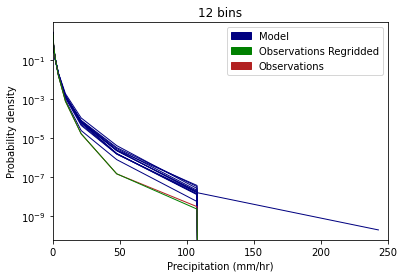 12 bins
Model
Observations Regridded
Observations
Probability density
10⁻¹
10⁻³
10⁻⁵
10⁻⁷
10⁻⁹
0 50 100 150 200 250
Precipitation (mm/hr)